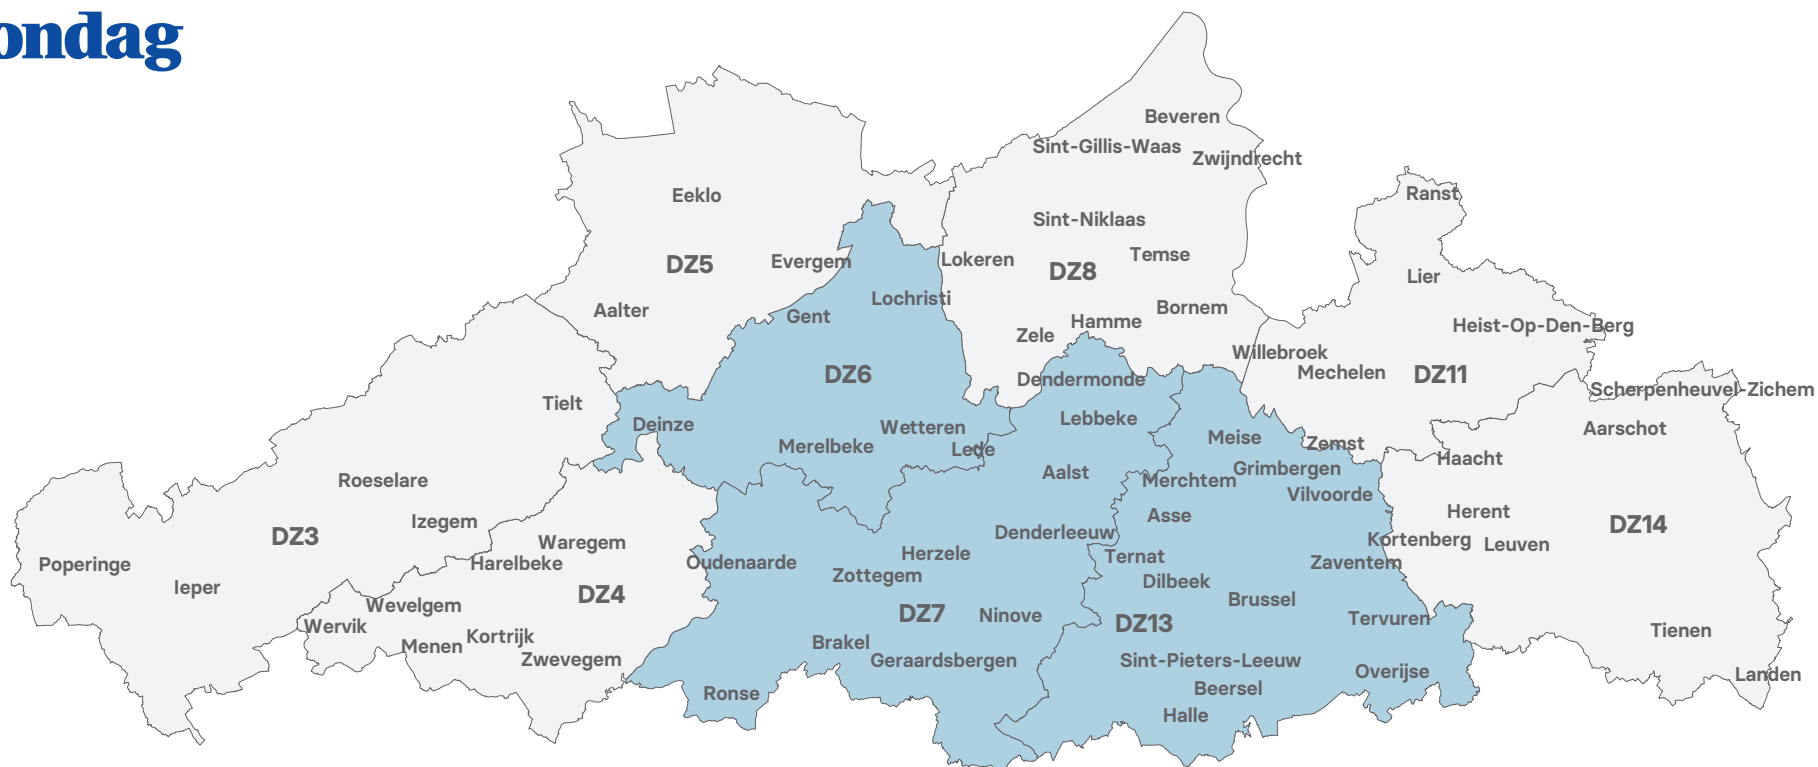 ondag
Beveren
Sint-Gillis-Waas
Zwijndrecht
Ranst
Eeklo
Sint-Niklaas
Temse
Lokeren
DZ8
Evergem
DZ5
Lier
Lochristi
Aalter
Gent
Bornem
Hamme
Zele
Heist-Op-Den-Berg
Willebroek
Mechelen
DZ11
DZ6
Dendermonde
Scherpenheuvel-Zichem
Tielt
Deinze
Lebbeke
Wetteren
Aarschot
Meise
Zemst
Merelbeke
Lede
Haacht
Grimbergen
Aalst
Roeselare
Merchtem
Vilvoorde
Herent
Asse
Izegem
DZ14
DZ3
Denderleeuw
Kortenberg
Leuven
Waregem
Herzele
Ternat
Poperinge
Harelbeke
Oudenaarde
Zaventem
Zottegem
Dilbeek
Ieper
DZ4
Brussel
Wevelgem
DZ7
Ninove
DZ13
Tervuren
Wervik
Tienen
Kortrijk
Menen
Brakel
Zwevegem
Geraardsbergen
Sint-Pieters-Leeuw
Overijse
Landen
Beersel
Ronse
Halle